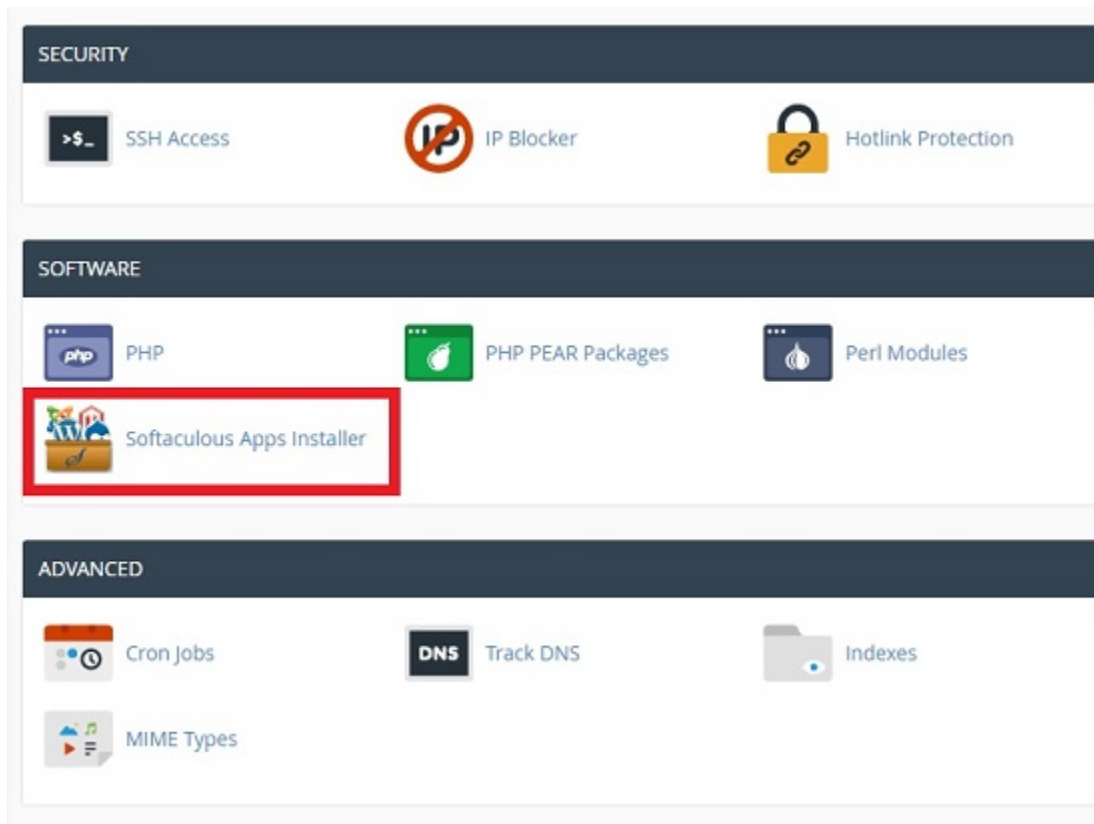 SECURITY
>$_ SSH Access
IP IP Blocker
Hotlink Protection
SOFTWARE
php PHP
PHP PEAR Packages
Perl Modules
Softaculous Apps Installer
ADVANCED
Cron Jobs
DNS Track DNS
Indexes
MIME Types